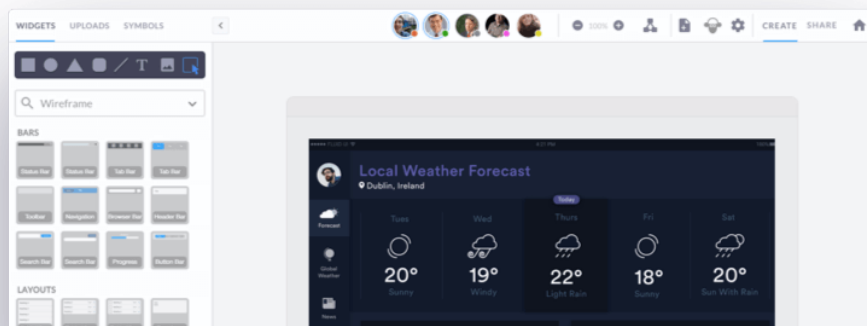 WIDGETS UPLOADS SYMBOLS
100%
CREATE SHARE
T
Wireframe
BARS
Status Bar Status Bar Tab Bar Tab Bar
Toolbar Navigation Browser Bar Header Bar
Search Bar Search Bar Progress Button Bar
LAYOUTS
Local Weather Forecast
Dublin, Ireland
Forecast
Global
Weather
News
Today
Tues Wed Thurs Fri Sat
20° 19° 22° 18° 20°
Sunny Windy Light Rain Sunny Sun With Rain